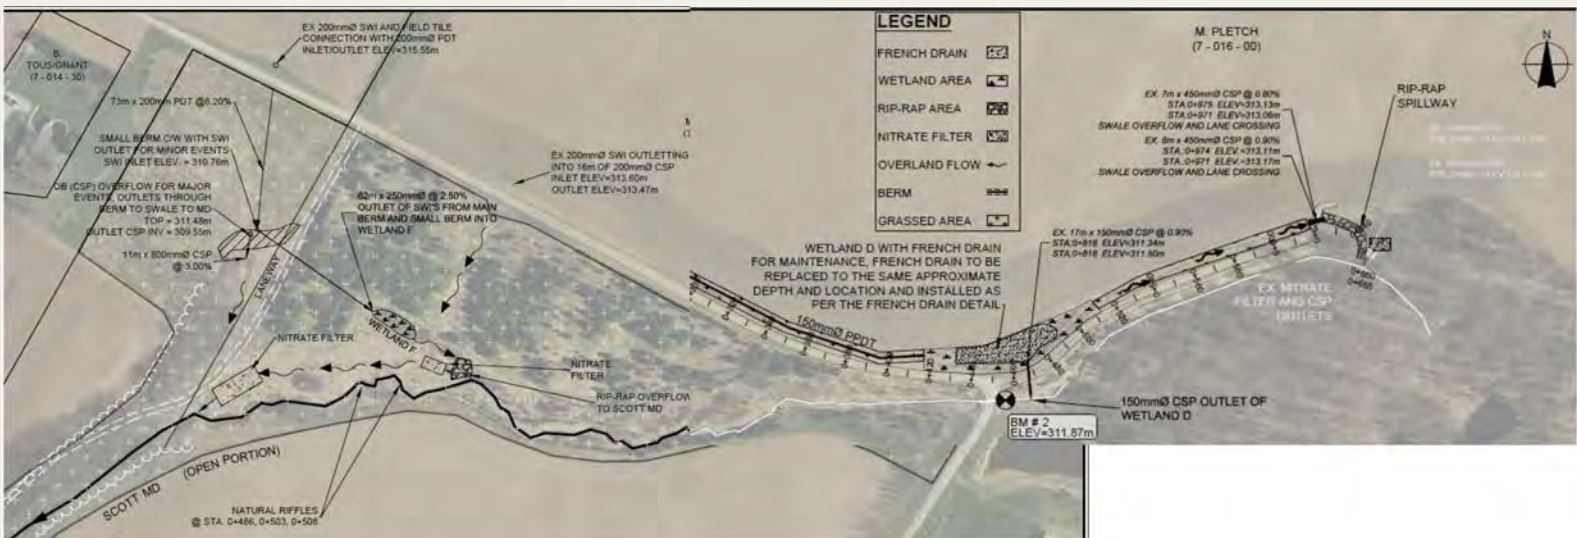 EX 200mmØ SWI AND FIELD TILE
CONNECTION WITH 200mmØ PDT
INLET/OUTLET ELEV=315.55m
B.
TOUSIGNANT
(7 - 014 - 30)
73m x 200mm PDT @6.20%
SMALL BERM C/W WITH SWI
OUTLET FOR MINOR EVENTS
SWI INLET ELEV. = 310.76m
OB (CSP) OVERFLOW FOR MAJOR
EVENTS, OUTLETS THROUGH
BERM TO SWALE TO MD
TOP = 311.48m
OUTLET CSP INV = 309.55m
11m x 800mmØ CSP
@ 3.00%
LANEWAY
62m x 250mmØ @ 2.50%
OUTLET OF SWI'S FROM MAIN
BERM AND SMALL BERM INTO
WETLAND F
EX 200mmØ SWI OUTLETTING
INTO 16m OF 200mmØ CSP
INLET ELEV=313.60m
OUTLET ELEV=313.47m
WETLAND F
NITRATE FILTER
NITRATE
FILTER
RIP-RAP OVERFLOW
TO SCOTT MD
SCOTT MD (OPEN PORTION)
NATURAL RIFFLES
@ STA. 0+486, 0+503, 0+508
LEGEND
FRENCH DRAIN
WETLAND AREA
RIP-RAP AREA
NITRATE FILTER
OVERLAND FLOW
BERM
GRASSED AREA
M. PLETCH
(7 - 016 - 00)
N
EX. 7m x 450mmØ CSP @ 0.80%
STA:0+975 ELEV=313.13m
STA:0+971 ELEV=313.06m
SWALE OVERFLOW AND LANE CROSSING
EX. 8m x 450mmØ CSP @ 0.90%
STA:0+974 ELEV.=313.11m
STA:0+971 ELEV.=313.17m
SWALE OVERFLOW AND LANE CROSSING
RIP-RAP
SPILLWAY
WETLAND D WITH FRENCH DRAIN
FOR MAINTENANCE, FRENCH DRAIN TO BE
REPLACED TO THE SAME APPROXIMATE
DEPTH AND LOCATION AND INSTALLED AS
PER THE FRENCH DRAIN DETAIL
EX. 17m x 150mmØ CSP @ 0.90%
STA:0+818 ELEV=311.34m
STA:0+818 ELEV=311.50m
150mmØ PPDT
EX. NITRATE
FILTER AND CSP
OUTLETS
150mmØ CSP OUTLET OF
WETLAND D
BM # 2
ELEV=311.87m